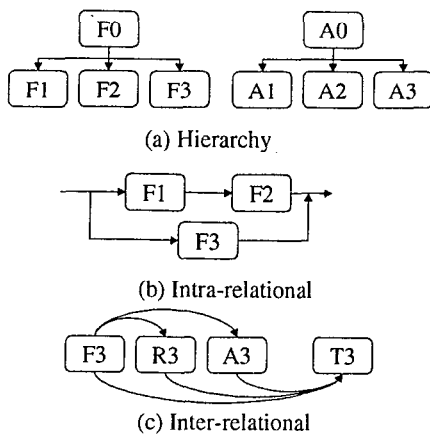 F0 A0
F1 F2 F3 A1 A2 A3
(a) Hierarchy
F1 F2
F3
(b) Intra-relational
F3 R3 A3 T3
(c) Inter-relational